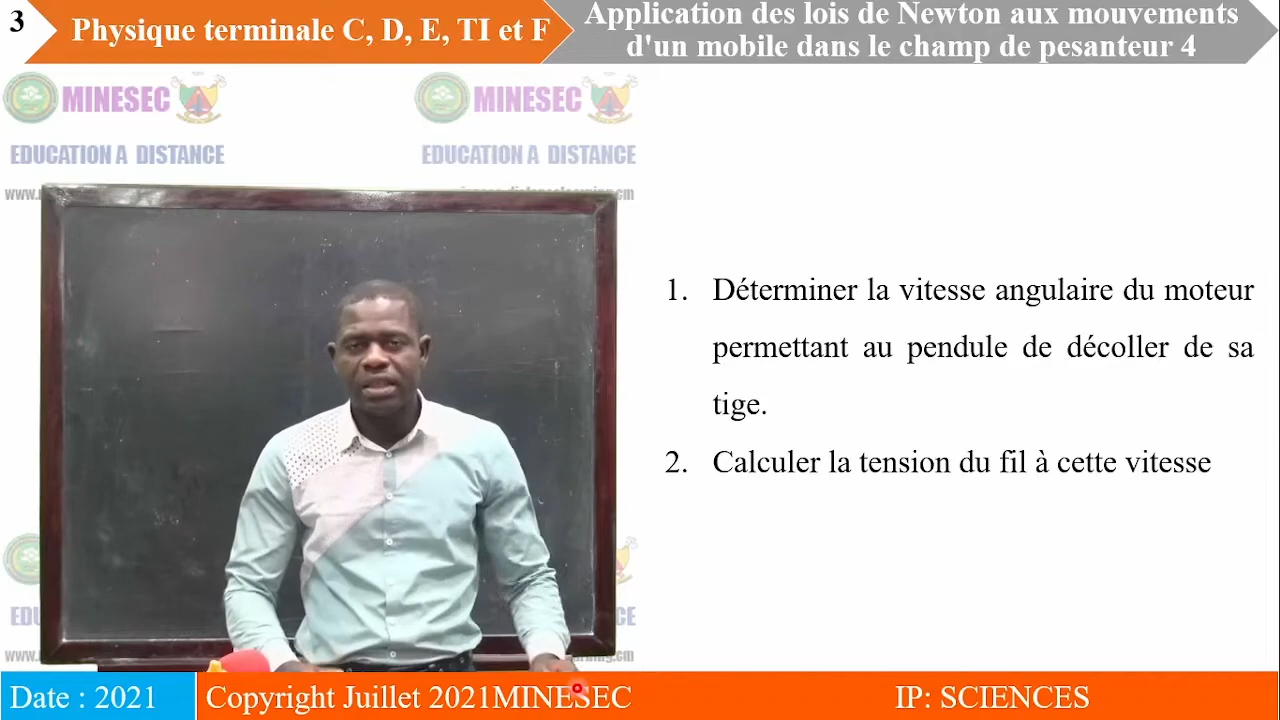 3
Physique terminale C, D, E, TI et F
Application des lois de Newton aux mouvements
d'un mobile dans le champ de pesanteur 4
MINESEC
MINESEC
EDUCATION A DISTANCE
EDUCATION A DISTANCE
1. Déterminer la vitesse angulaire du moteur
permettant au pendule de décoller de sa
tige.
2. Calculer la tension du fil à cette vitesse
Date : 2021
Copyright Juillet 2021MINESEC
IP: SCIENCES